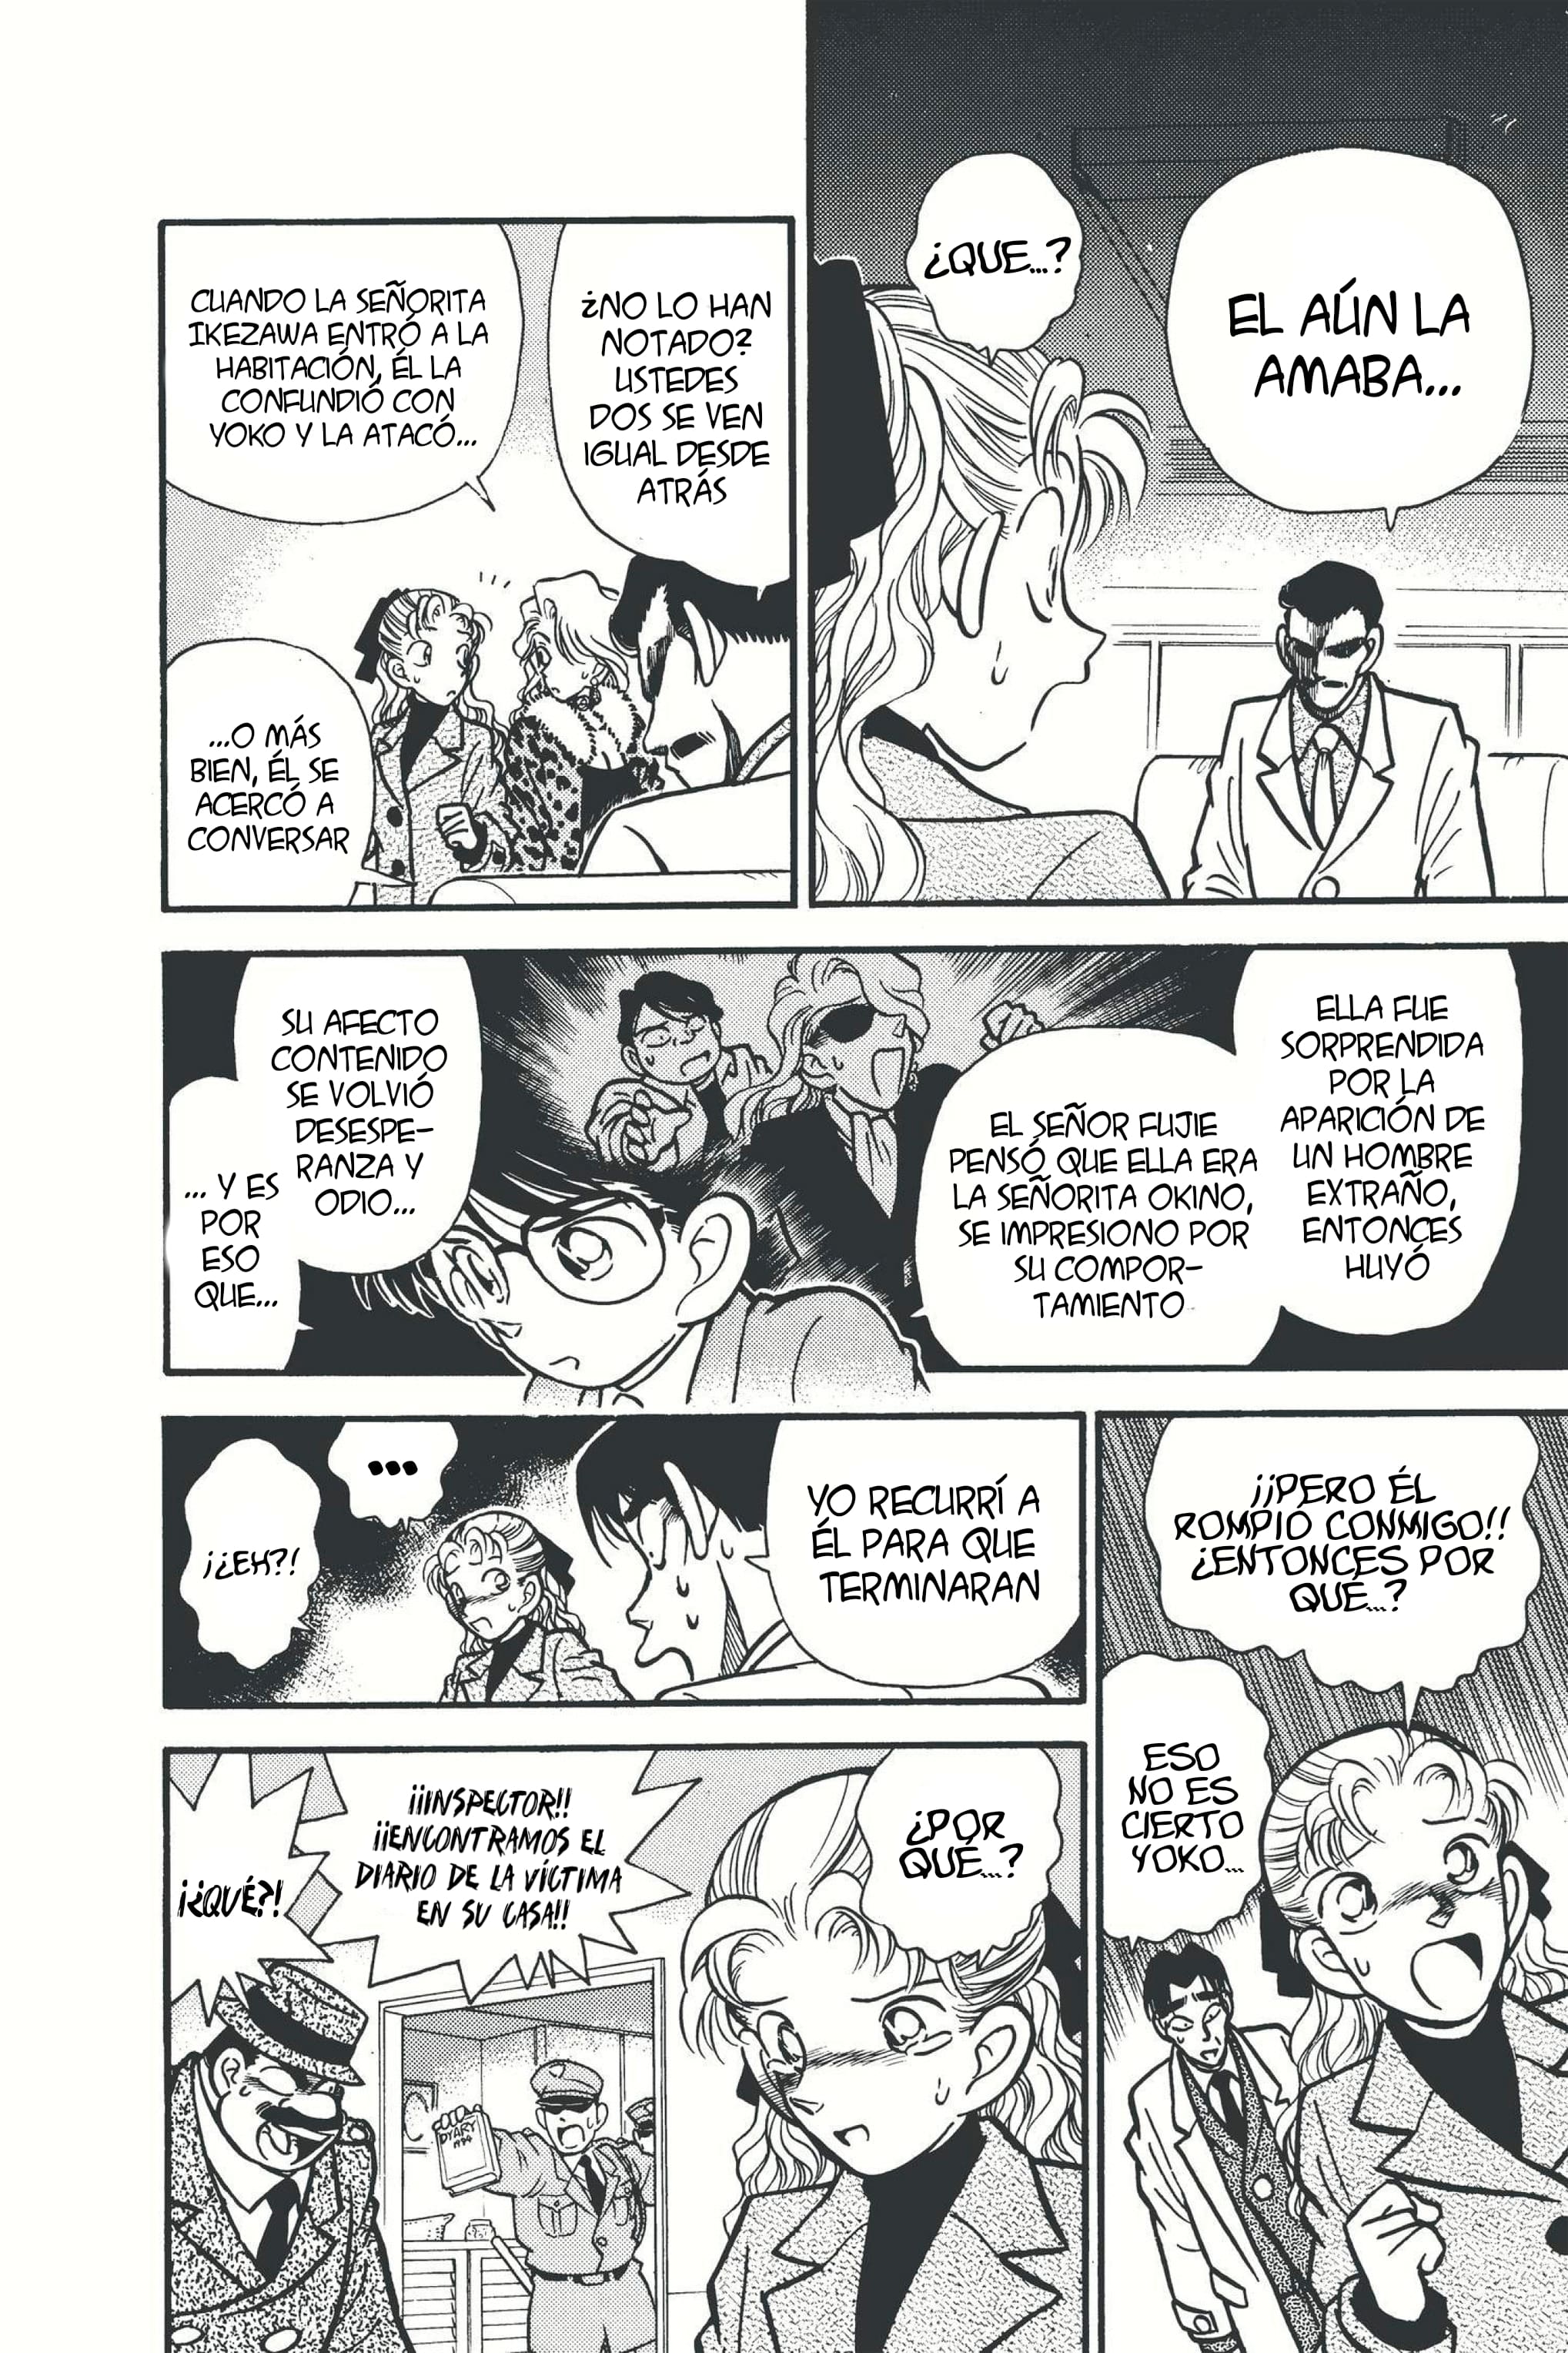 EL AÚN LA
AMABA...
¿QUE...?
¿NO LO HAN
NOTADO?
USTEDES
DOS SE VEN
IGUAL DESDE
ATRÁS
CUANDO LA SEÑORITA
IKEZAWA ENTRÓ A LA
HABITACIÓN, ÉL LA
CONFUNDIÓ CON
YOKO Y LA ATACÓ...
...O MÁS
BIEN, ÉL SE
ACERCÓ A
CONVERSAR
ELLA FUE
SORPRENDIDA
POR LA
APARICIÓN DE
UN HOMBRE
EXTRAÑO,
ENTONCES
HUYÓ
EL SEÑOR FUJIE
PENSÓ QUE ELLA ERA
LA SEÑORITA OKINO,
SE IMPRESIONO POR
SU COMPOR-
TAMIENTO
SU AFECTO
CONTENIDO
SE VOLVIÓ
DESESPE-
RANZA Y
ODIO...
... Y ES
POR
ESO
QUE...
¡¡PERO ÉL
ROMPIÓ CONMIGO!!
¿ENTONCES POR
QUÉ...?
ESO
NO ES
CIERTO
YOKO...
YO RECURRÍ A
ÉL PARA QUE
TERMINARAN
...
¡¿EH?!
¿POR
QUÉ...?
¡¡INSPECTOR!!
¡¡ENCONTRAMOS EL
DIARIO DE LA VÍCTIMA
EN SU CASA!!
DYARY
1994
¡¿QUÉ?!